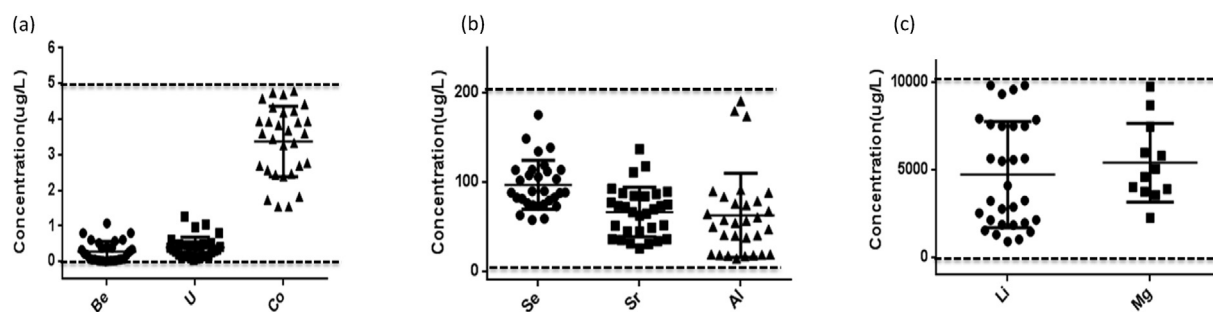 (a)
Concentration(ug/L)
6
5
4
3
2
1
0
Be
U
Co
(b)
Concentration(ug/L)
200
100
0
Se
Sr
Al
(c)
Concentration(ug/L)
10000
5000
0
Li
Mg